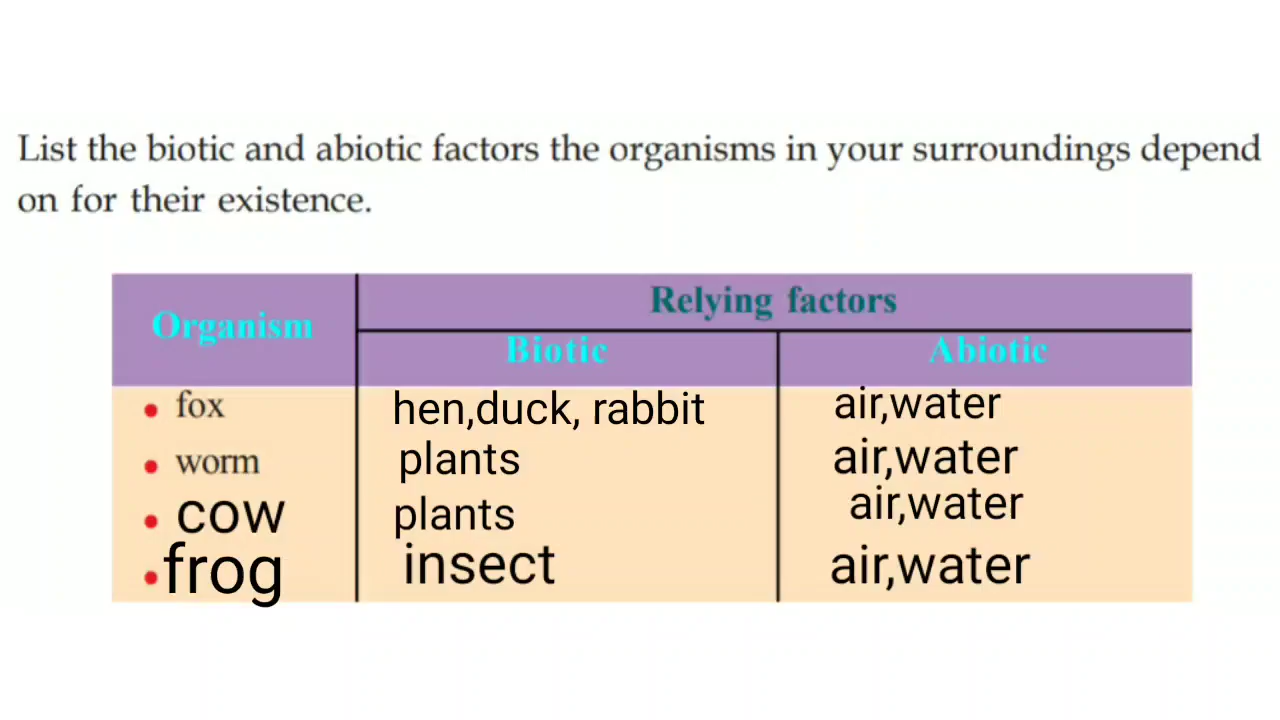 List the biotic and abiotic factors the organisms in your surroundings depend
on for their existence.
Organism
Relying factors
Biotic
Abiotic
• fox hen,duck, rabbit air,water
• worm plants air,water
• cow plants air,water
• frog insect air,water